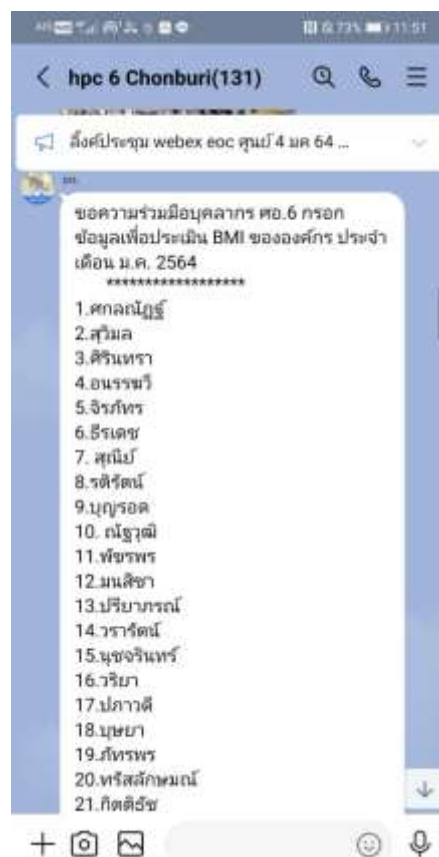 73% 11:51
hpc 6 Chonburi(131)
ลิ้งค์ประชุม webex eoc ศูนย์ 4 มค 64 ...
ขอความร่วมมือบุคลากร ศอ.6 กรอก
ข้อมูลเพื่อประเมิน BMI ขององค์กร ประจำ
เดือน ม.ค. 2564
*******************
1.ศกลณัฏฐ์
2.สุวิมล
3.ศิรินทรา
4.อนรรฆวี
5.จิรภัทร
6.ธีรเดช
7. สุณีย์
8.รติรัตน์
9.บุญรอด
10. ณัฐวุฒิ
11.พัชรพร
12.มนสิชา
13.ปรียาภรณ์
14.วรารัตน์
15.นุชจรินทร์
16.วริยา
17.ปภาวดี
18.บุษยา
19.ภัทรพร
20.ทรัสลักษมณ์
21.กิตติธัช